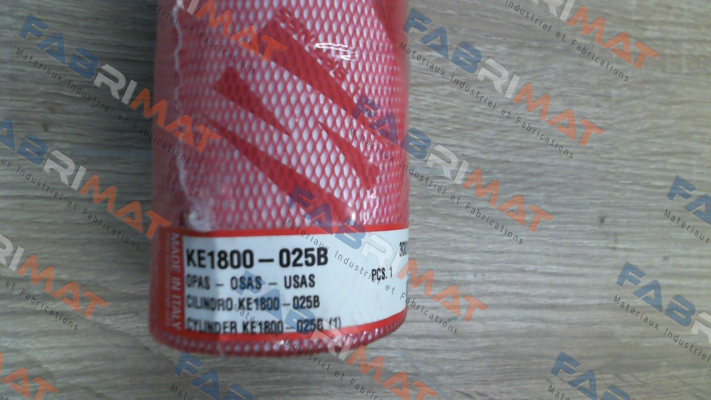 KE1800-025B
OPAS - OSAS - USAS
CILINDRO KE1800-025B
CYLINDER KE1800-025B (1)
PCS. 1
MADE IN ITALY
FABRIMAT
Materiaux Industriel et Fabrications